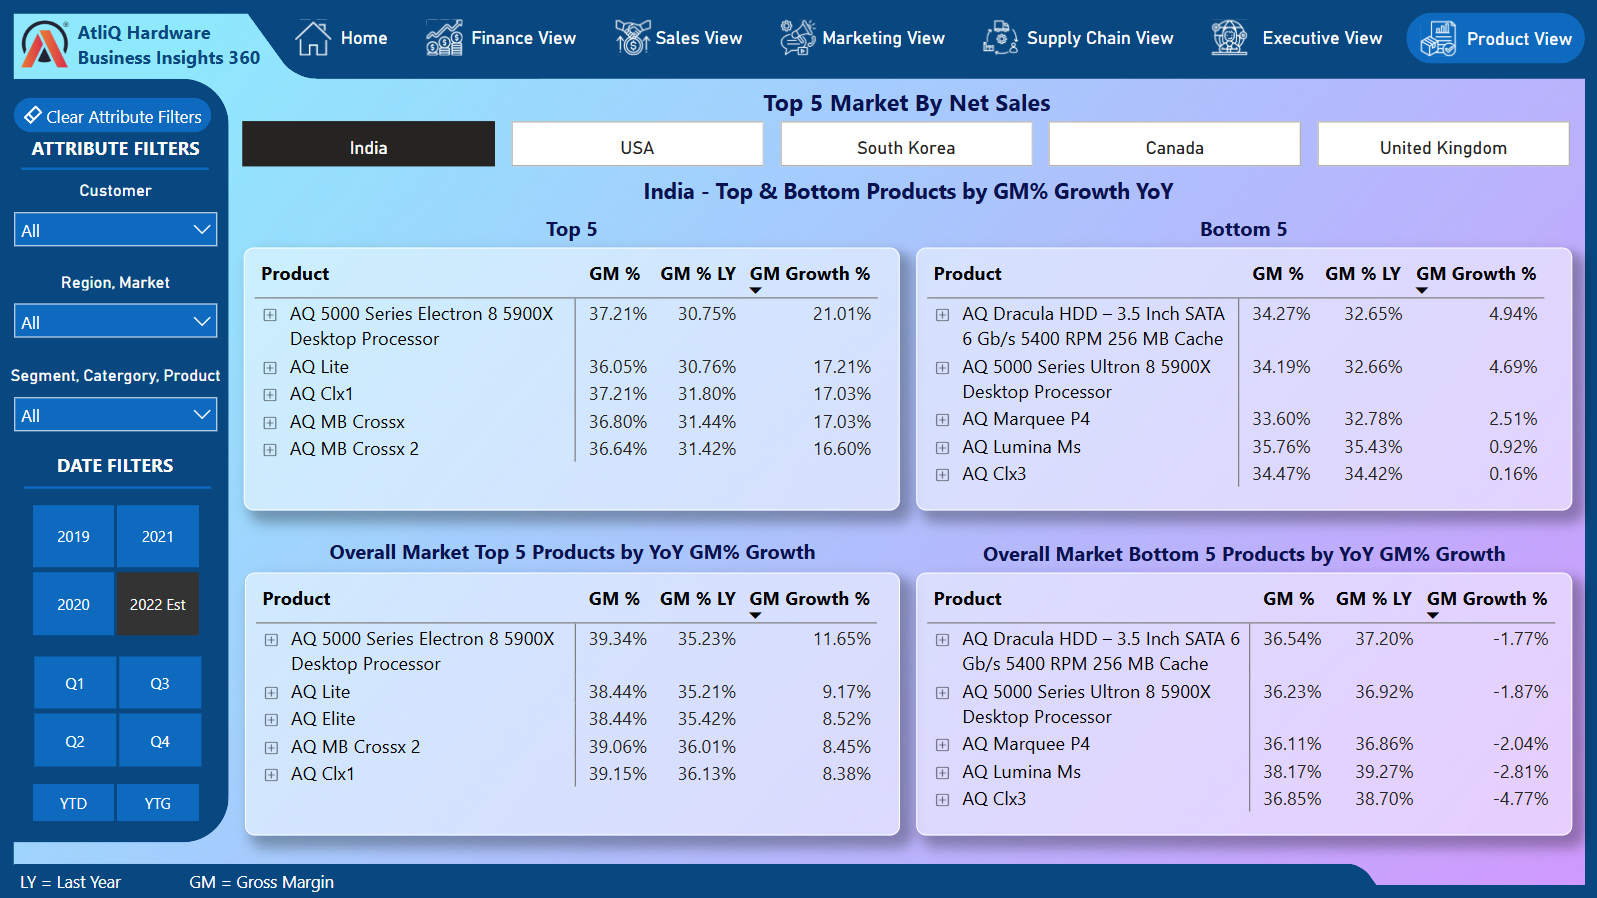 AtliQ Hardware
Business Insights 360
Home
Finance View
Sales View
Marketing View
Supply Chain View
Executive View
Product View
Clear Attribute Filters
ATTRIBUTE FILTERS
Customer
All
Region, Market
All
Segment, Catergory, Product
All
DATE FILTERS
2019 2021
2020 2022 Est
Q1 Q3
Q2 Q4
YTD YTG
Top 5 Market By Net Sales
India USA South Korea Canada United Kingdom
India - Top & Bottom Products by GM% Growth YoY
Top 5
Product GM % GM % LY GM Growth %
AQ 5000 Series Electron 8 5900X 37.21% 30.75% 21.01%
Desktop Processor
AQ Lite 36.05% 30.76% 17.21%
AQ Clx1 37.21% 31.80% 17.03%
AQ MB Crossx 36.80% 31.44% 17.03%
AQ MB Crossx 2 36.64% 31.42% 16.60%
Bottom 5
Product GM % GM % LY GM Growth %
AQ Dracula HDD – 3.5 Inch SATA 34.27% 32.65% 4.94%
6 Gb/s 5400 RPM 256 MB Cache
AQ 5000 Series Ultron 8 5900X 34.19% 32.66% 4.69%
Desktop Processor
AQ Marquee P4 33.60% 32.78% 2.51%
AQ Lumina Ms 35.76% 35.43% 0.92%
AQ Clx3 34.47% 34.42% 0.16%
Overall Market Top 5 Products by YoY GM% Growth
Product GM % GM % LY GM Growth %
AQ 5000 Series Electron 8 5900X 39.34% 35.23% 11.65%
Desktop Processor
AQ Lite 38.44% 35.21% 9.17%
AQ Elite 38.44% 35.42% 8.52%
AQ MB Crossx 2 39.06% 36.01% 8.45%
AQ Clx1 39.15% 36.13% 8.38%
Overall Market Bottom 5 Products by YoY GM% Growth
Product GM % GM % LY GM Growth %
AQ Dracula HDD – 3.5 Inch SATA 6 36.54% 37.20% -1.77%
Gb/s 5400 RPM 256 MB Cache
AQ 5000 Series Ultron 8 5900X 36.23% 36.92% -1.87%
Desktop Processor
AQ Marquee P4 36.11% 36.86% -2.04%
AQ Lumina Ms 38.17% 39.27% -2.81%
AQ Clx3 36.85% 38.70% -4.77%
LY = Last Year GM = Gross Margin